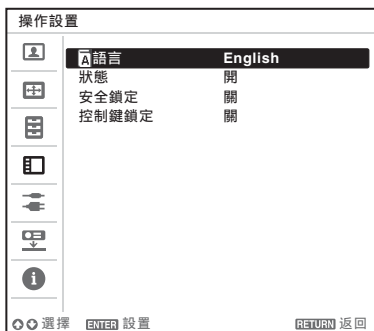 操作設置
A語言 English
狀態 開
安全鎖定 關
控制鍵鎖定 關
選擇 ENTER 設置 RETURN 返回